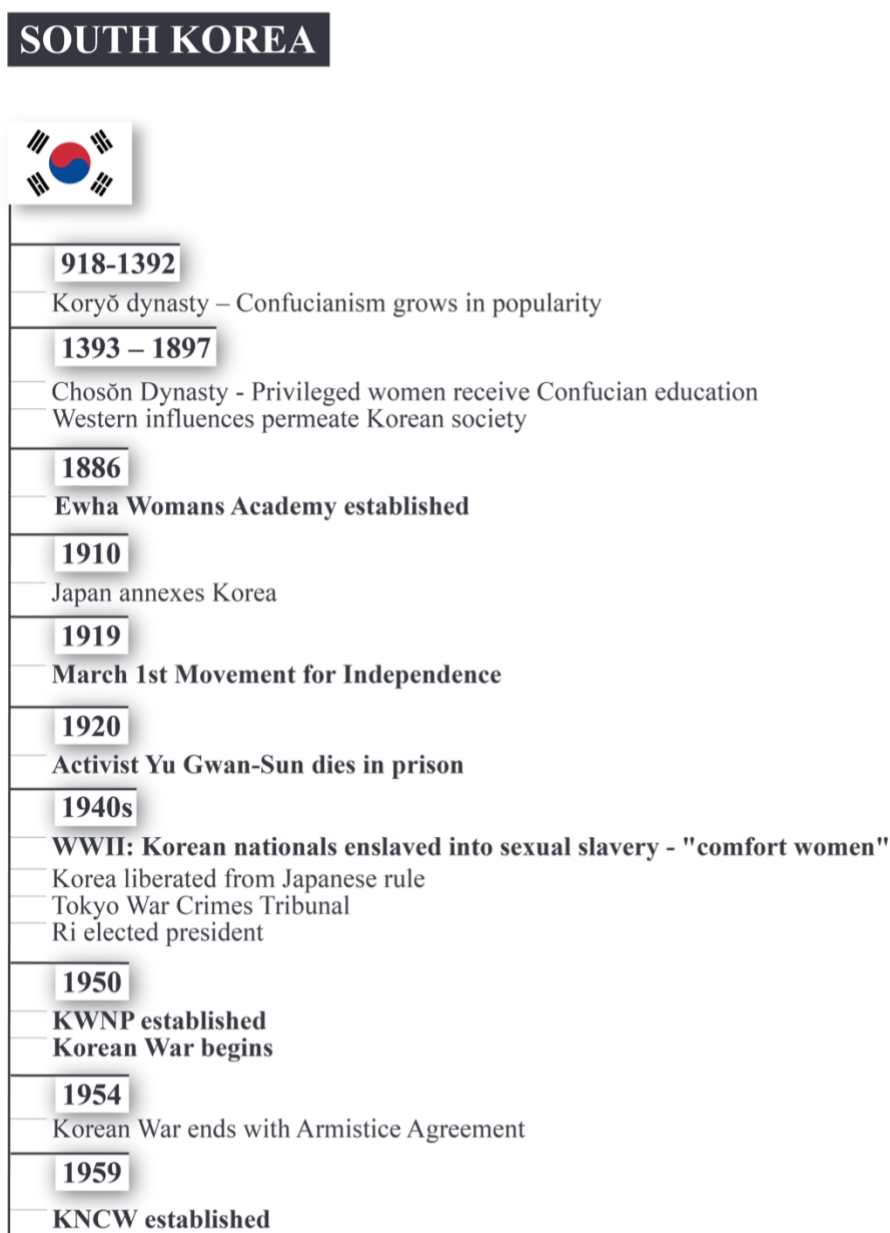 SOUTH KOREA
918-1392
Koryŏ dynasty – Confucianism grows in popularity
1393 – 1897
Chosŏn Dynasty - Privileged women receive Confucian education
Western influences permeate Korean society
1886
Ewha Womans Academy established
1910
Japan annexes Korea
1919
March 1st Movement for Independence
1920
Activist Yu Gwan-Sun dies in prison
1940s
WWII: Korean nationals enslaved into sexual slavery - "comfort women"
Korea liberated from Japanese rule
Tokyo War Crimes Tribunal
Ri elected president
1950
KWNP established
Korean War begins
1954
Korean War ends with Armistice Agreement
1959
KNCW established